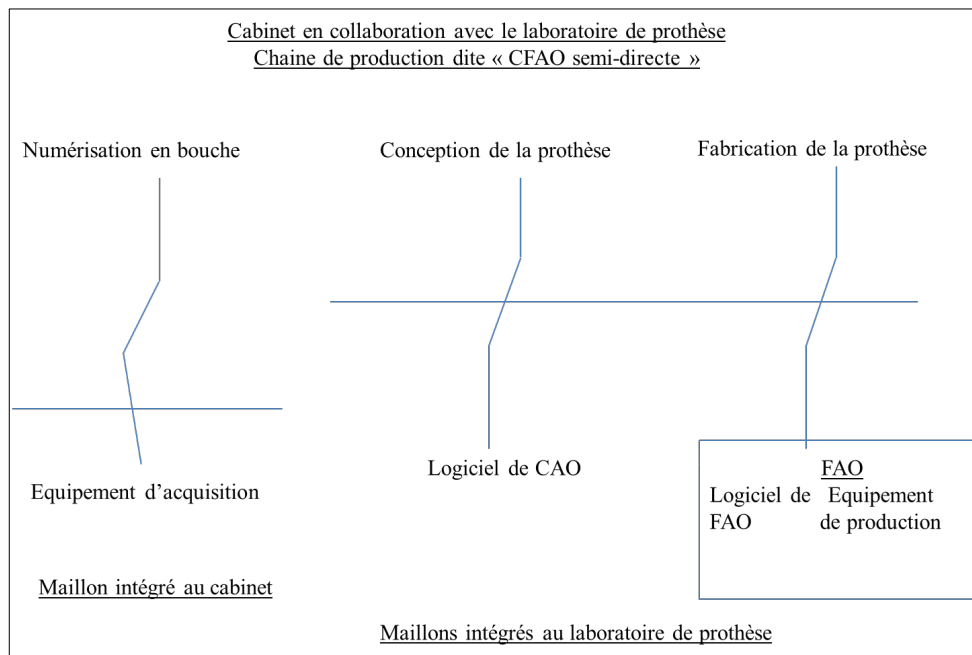 Cabinet en collaboration avec le laboratoire de prothèse
Chaine de production dite « CFAO semi-directe »
Numérisation en bouche
Conception de la prothèse
Fabrication de la prothèse
Equipement d’acquisition
Logiciel de CAO
FAO
Logiciel de FAO
Equipement de production
Maillon intégré au cabinet
Maillons intégrés au laboratoire de prothèse